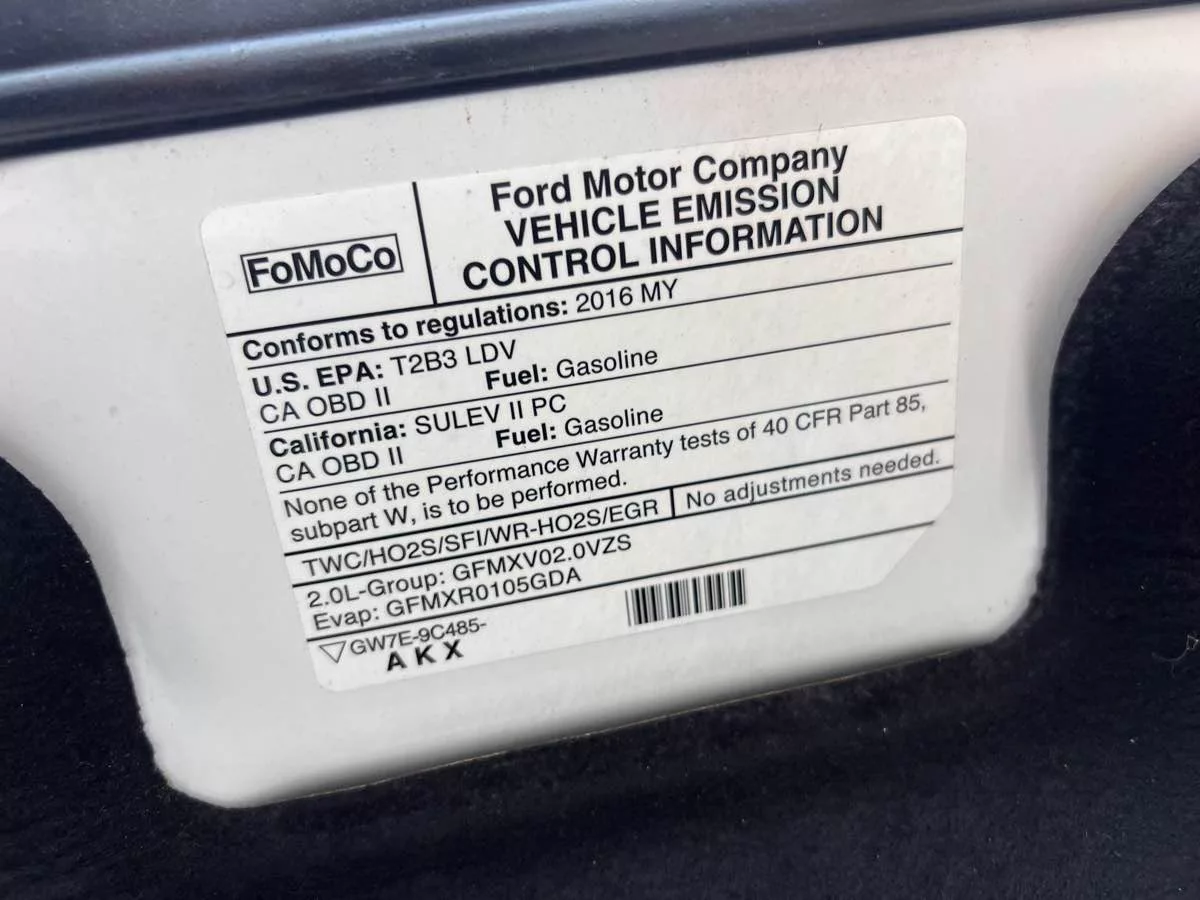 FoMoCo
Ford Motor Company
VEHICLE EMISSION
CONTROL INFORMATION
Conforms to regulations: 2016 MY
U.S. EPA: T2B3 LDV
CA OBD II Fuel: Gasoline
California: SULEV II PC
CA OBD II Fuel: Gasoline
None of the Performance Warranty tests of 40 CFR Part 85,
subpart W, is to be performed.
TWC/HO2S/SFI/WR-HO2S/EGR No adjustments needed.
2.0L-Group: GFMXV02.0VZS
Evap: GFMXR0105GDA
GW7E-9C485-
A K X